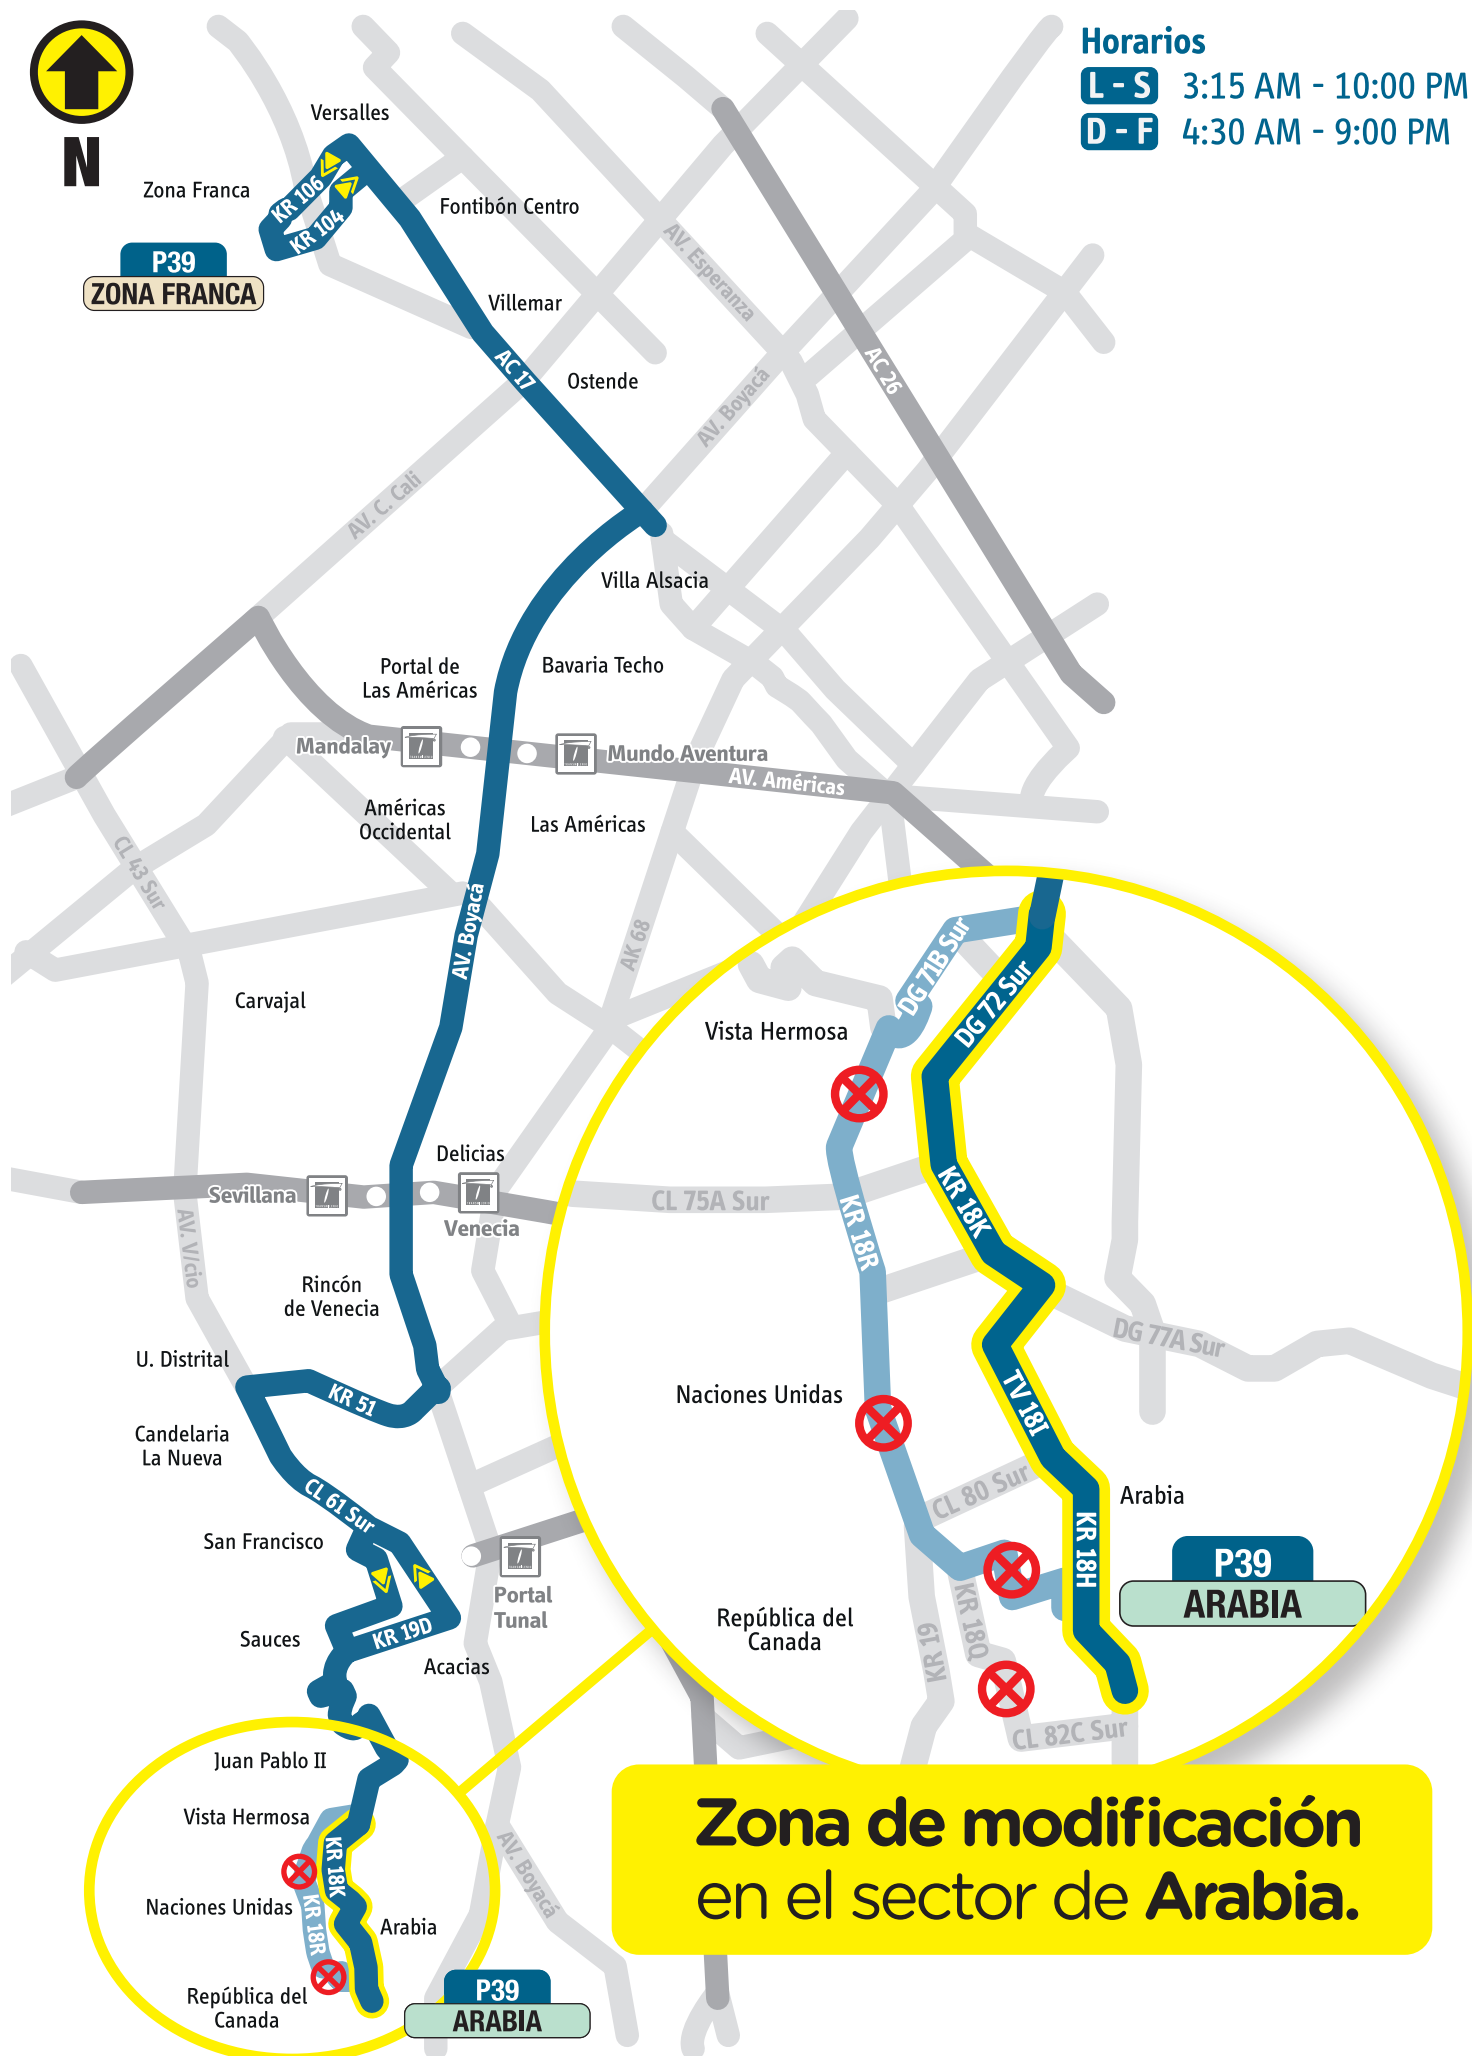 Horarios
L - S 3:15 AM - 10:00 PM
D - F 4:30 AM - 9:00 PM
N
Versalles
Zona Franca
KR 106
KR 104
Fontibón Centro
P39
ZONA FRANCA
Villemar
AV. Esperanza
AC 17
Ostende
AC 26
AV. Boyacá
AV. C. Cali
Villa Alsacia
Portal de
Las Américas
Bavaria Techo
Mandalay
Mundo Aventura
AV. Américas
Américas
Occidental
Las Américas
CL 43 Sur
AV. Boyacá
AK 68
Carvajal
DG 71B Sur
DG 72 Sur
Vista Hermosa
Delicias
Sevillana
Venecia
CL 75A Sur
KR 18K
KR 18R
AV. V/cio
Rincón
de Venecia
DG 77A Sur
U. Distrital
KR 51
Naciones Unidas
TV 18I
Candelaria
La Nueva
CL 61 Sur
CL 80 Sur
Arabia
San Francisco
KR 18H
P39
ARABIA
Portal
Tunal
KR 18Q
KR 19
República del
Canada
Sauces
KR 19D
Acacias
CL 82C Sur
Juan Pablo II
Vista Hermosa
KR 18K
Naciones Unidas
KR 18R
Arabia
AV. Boyacá
República del
Canada
P39
ARABIA
Zona de modificación
en el sector de Arabia.